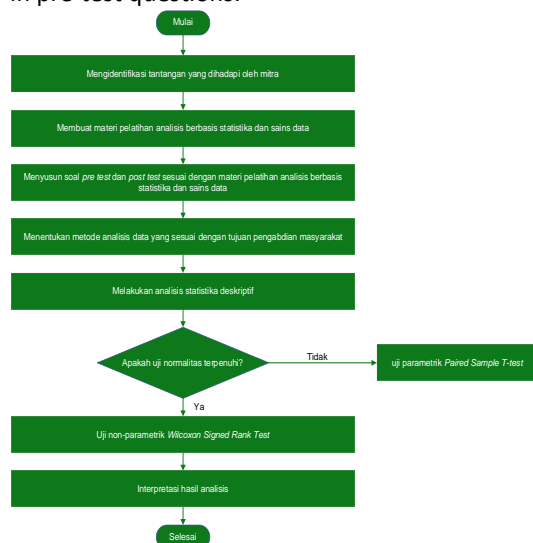 in pre-test questions.
Mulai
Mengidentifikasi tantangan yang dihadapi oleh mitra
Membuat materi pelatihan analisis berbasis statistika dan sains data
Menyusun soal pre test dan post test sesuai dengan materi pelatihan analisis berbasis
statistika dan sains data
Menentukan metode analisis data yang sesuai dengan tujuan pengabdian masyarakat
Melakukan analisis statistika deskriptif
Apakah uji normalitas terpenuhi?
Tidak
uji parametrik Paired Sample T-test
Ya
Uji non-parametrik Wilcoxon Signed Rank Test
Interpretasi hasil analisis
Selesai